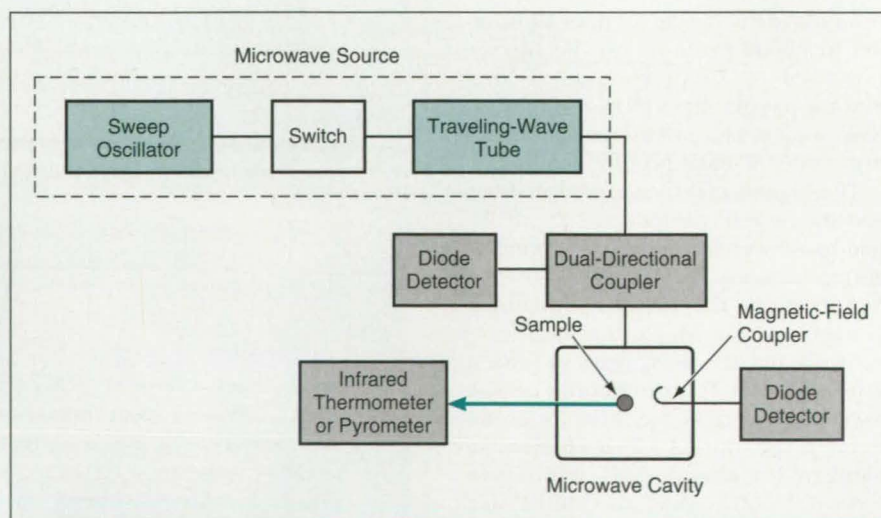 Microwave Source
Sweep
Oscillator
Switch
Traveling-Wave
Tube
Diode
Detector
Dual-Directional
Coupler
Sample
Magnetic-Field
Coupler
Infrared
Thermometer
or Pyrometer
Diode
Detector
Microwave Cavity